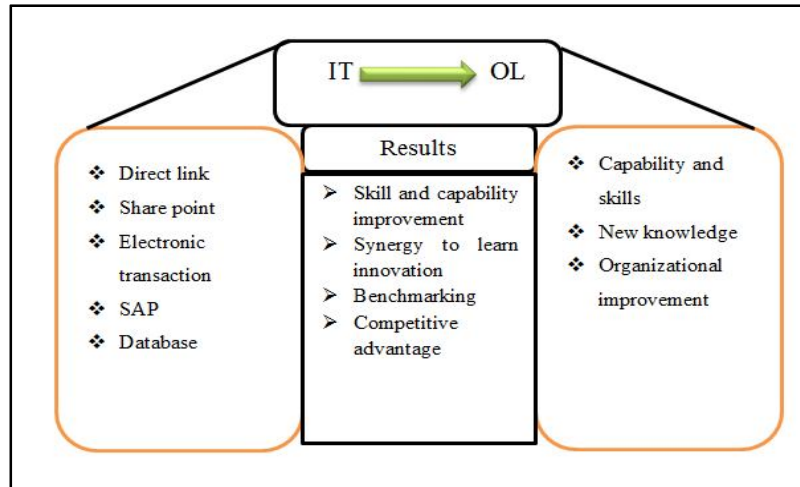 IT OL
Direct link
Share point
Electronic
transaction
SAP
Database
Results
Skill and capability
improvement
Synergy to learn
innovation
Benchmarking
Competitive
advantage
Capability and
skills
New knowledge
Organizational
improvement